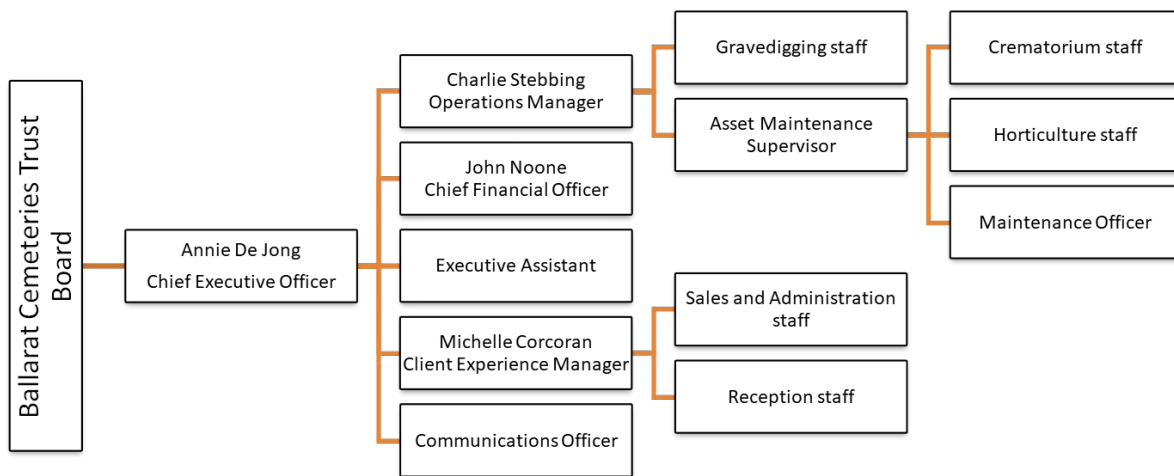 Ballarat Cemeteries Trust
Board
Annie De Jong
Chief Executive Officer
Charlie Stebbing
Operations Manager
John Noone
Chief Financial Officer
Executive Assistant
Michelle Corcoran
Client Experience Manager
Communications Officer
Gravedigging staff
Asset Maintenance
Supervisor
Sales and Administration
staff
Reception staff
Crematorium staff
Horticulture staff
Maintenance Officer